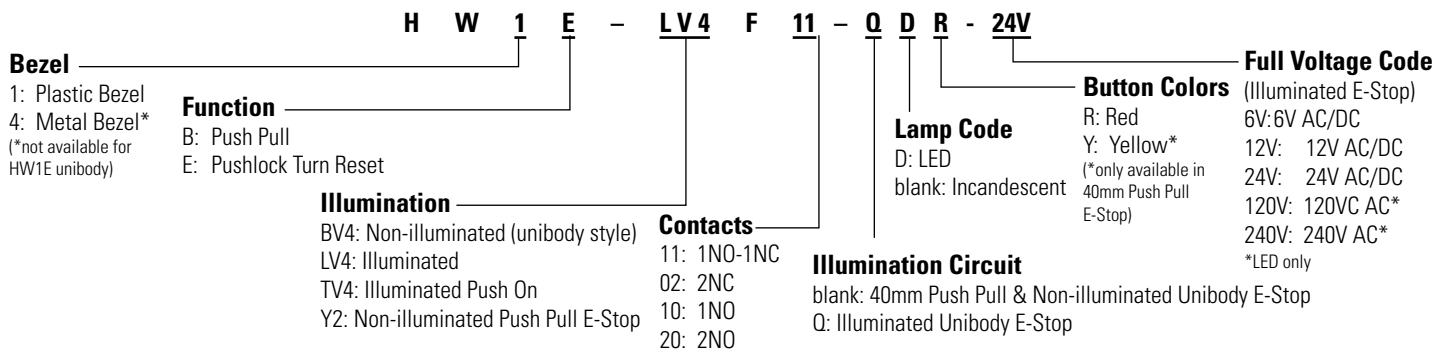 H W 1 E – LV4 F 11 – Q D R - 24V
Bezel
1: Plastic Bezel
4: Metal Bezel*
(*not available for
HW1E unibody)
Function
B: Push Pull
E: Pushlock Turn Reset
Illumination
BV4: Non-illuminated (unibody style)
LV4: Illuminated
TV4: Illuminated Push On
Y2: Non-illuminated Push Pull E-Stop
Contacts
11: 1NO-1NC
02: 2NC
10: 1NO
20: 2NO
Illumination Circuit
blank: 40mm Push Pull & Non-illuminated Unibody E-Stop
Q: Illuminated Unibody E-Stop
Lamp Code
D: LED
blank: Incandescent
Button Colors
R: Red
Y: Yellow*
(*only available in
40mm Push Pull
E-Stop)
Full Voltage Code
(Illuminated E-Stop)
6V:6V AC/DC
12V: 12V AC/DC
24V: 24V AC/DC
120V: 120VC AC*
240V: 240V AC*
*LED only